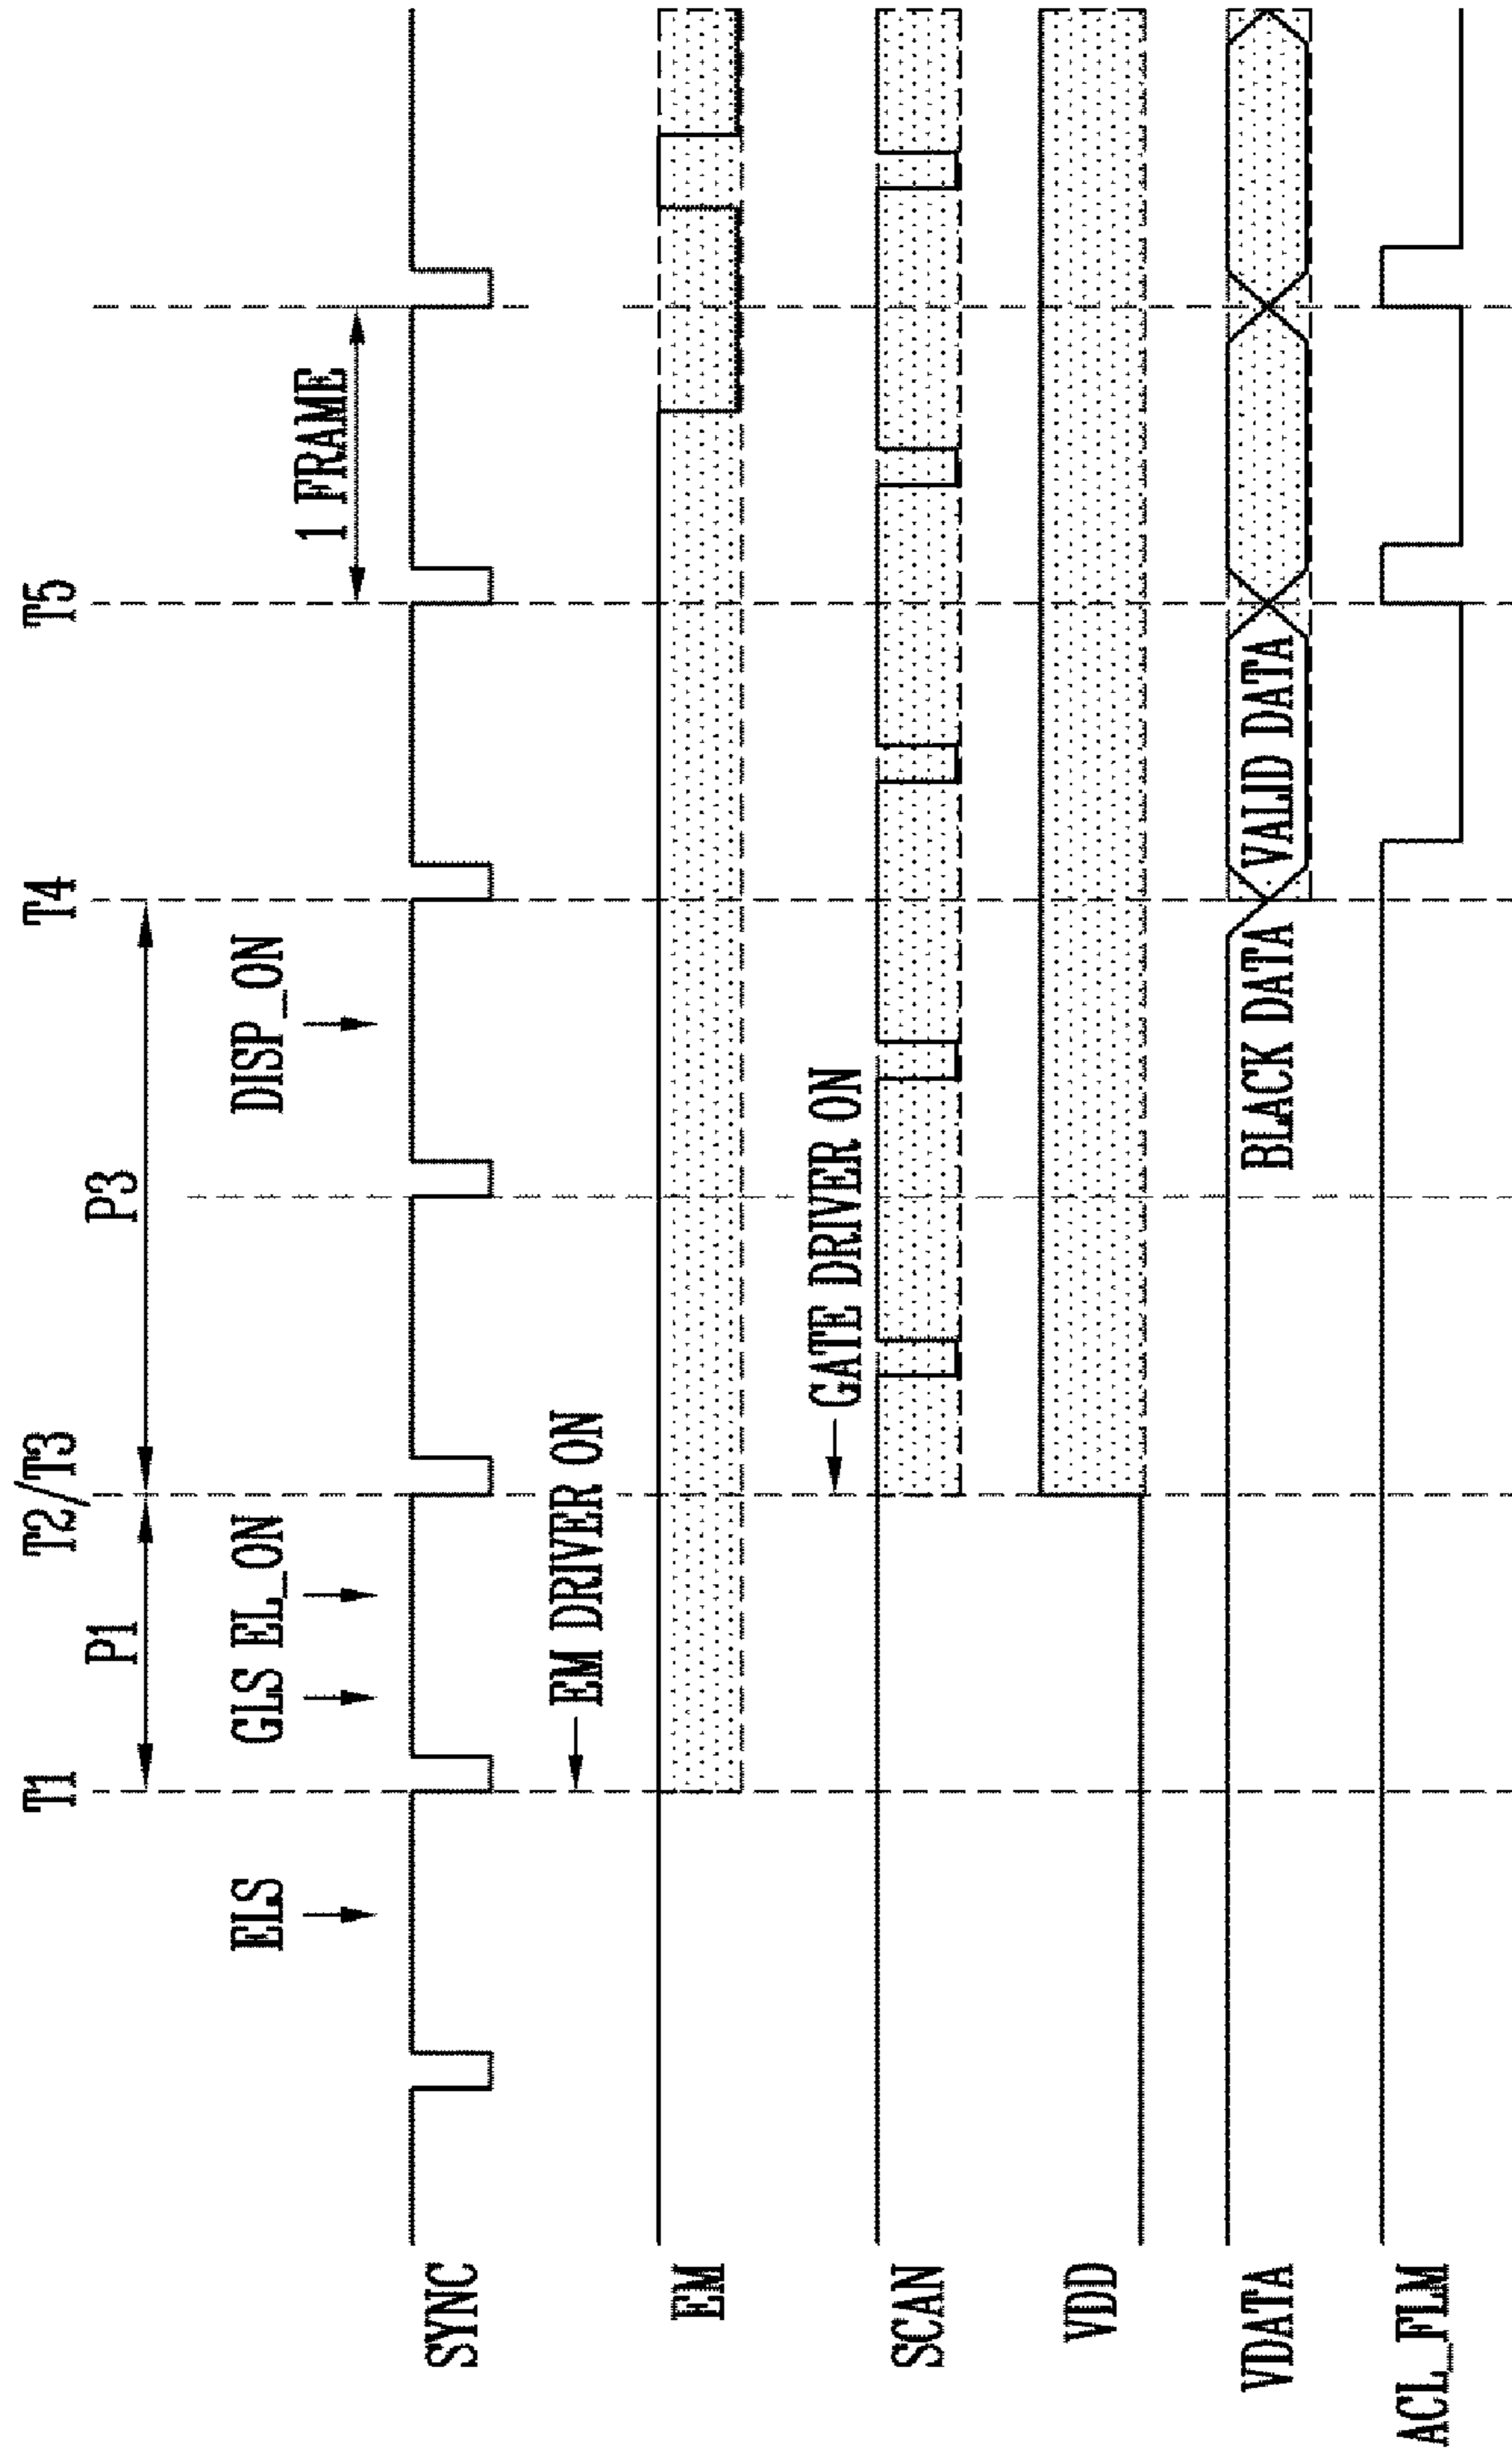 T1
T2/T3
T4
T5
P1
P3
ELS
GLS EL_ON
DISP_ON
1 FRAME
SYNC
EM DRIVER ON
EM
GATE DRIVER ON
SCAN
VDD
VDATA
BLACK DATA
VALID DATA
ACL_FLM